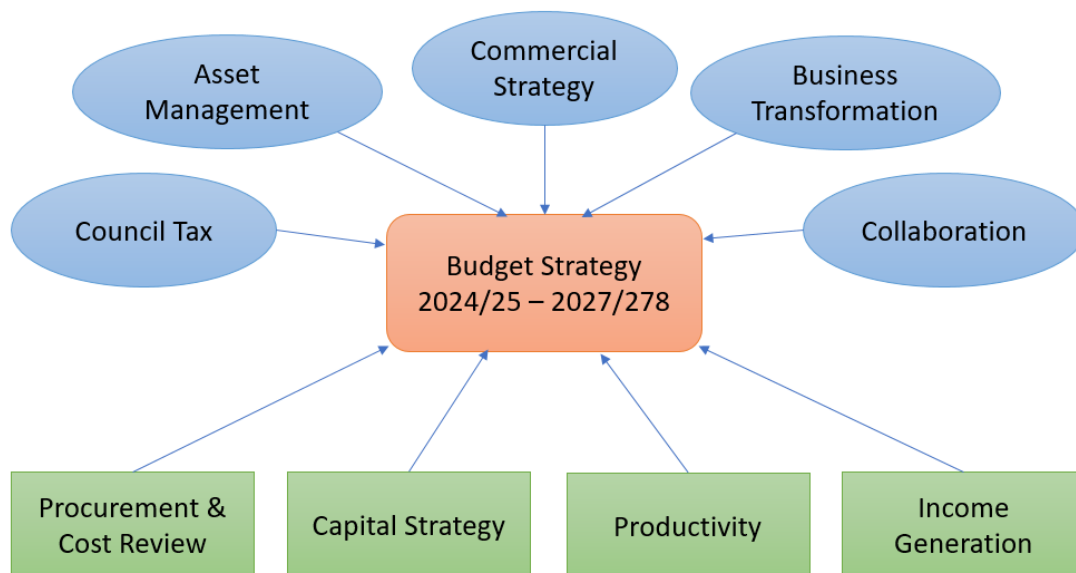 Commercial
Strategy
Asset
Management
Business
Transformation
Council Tax
Collaboration
Budget Strategy
2024/25 – 2027/278
Procurement &
Cost Review
Capital Strategy
Productivity
Income
Generation